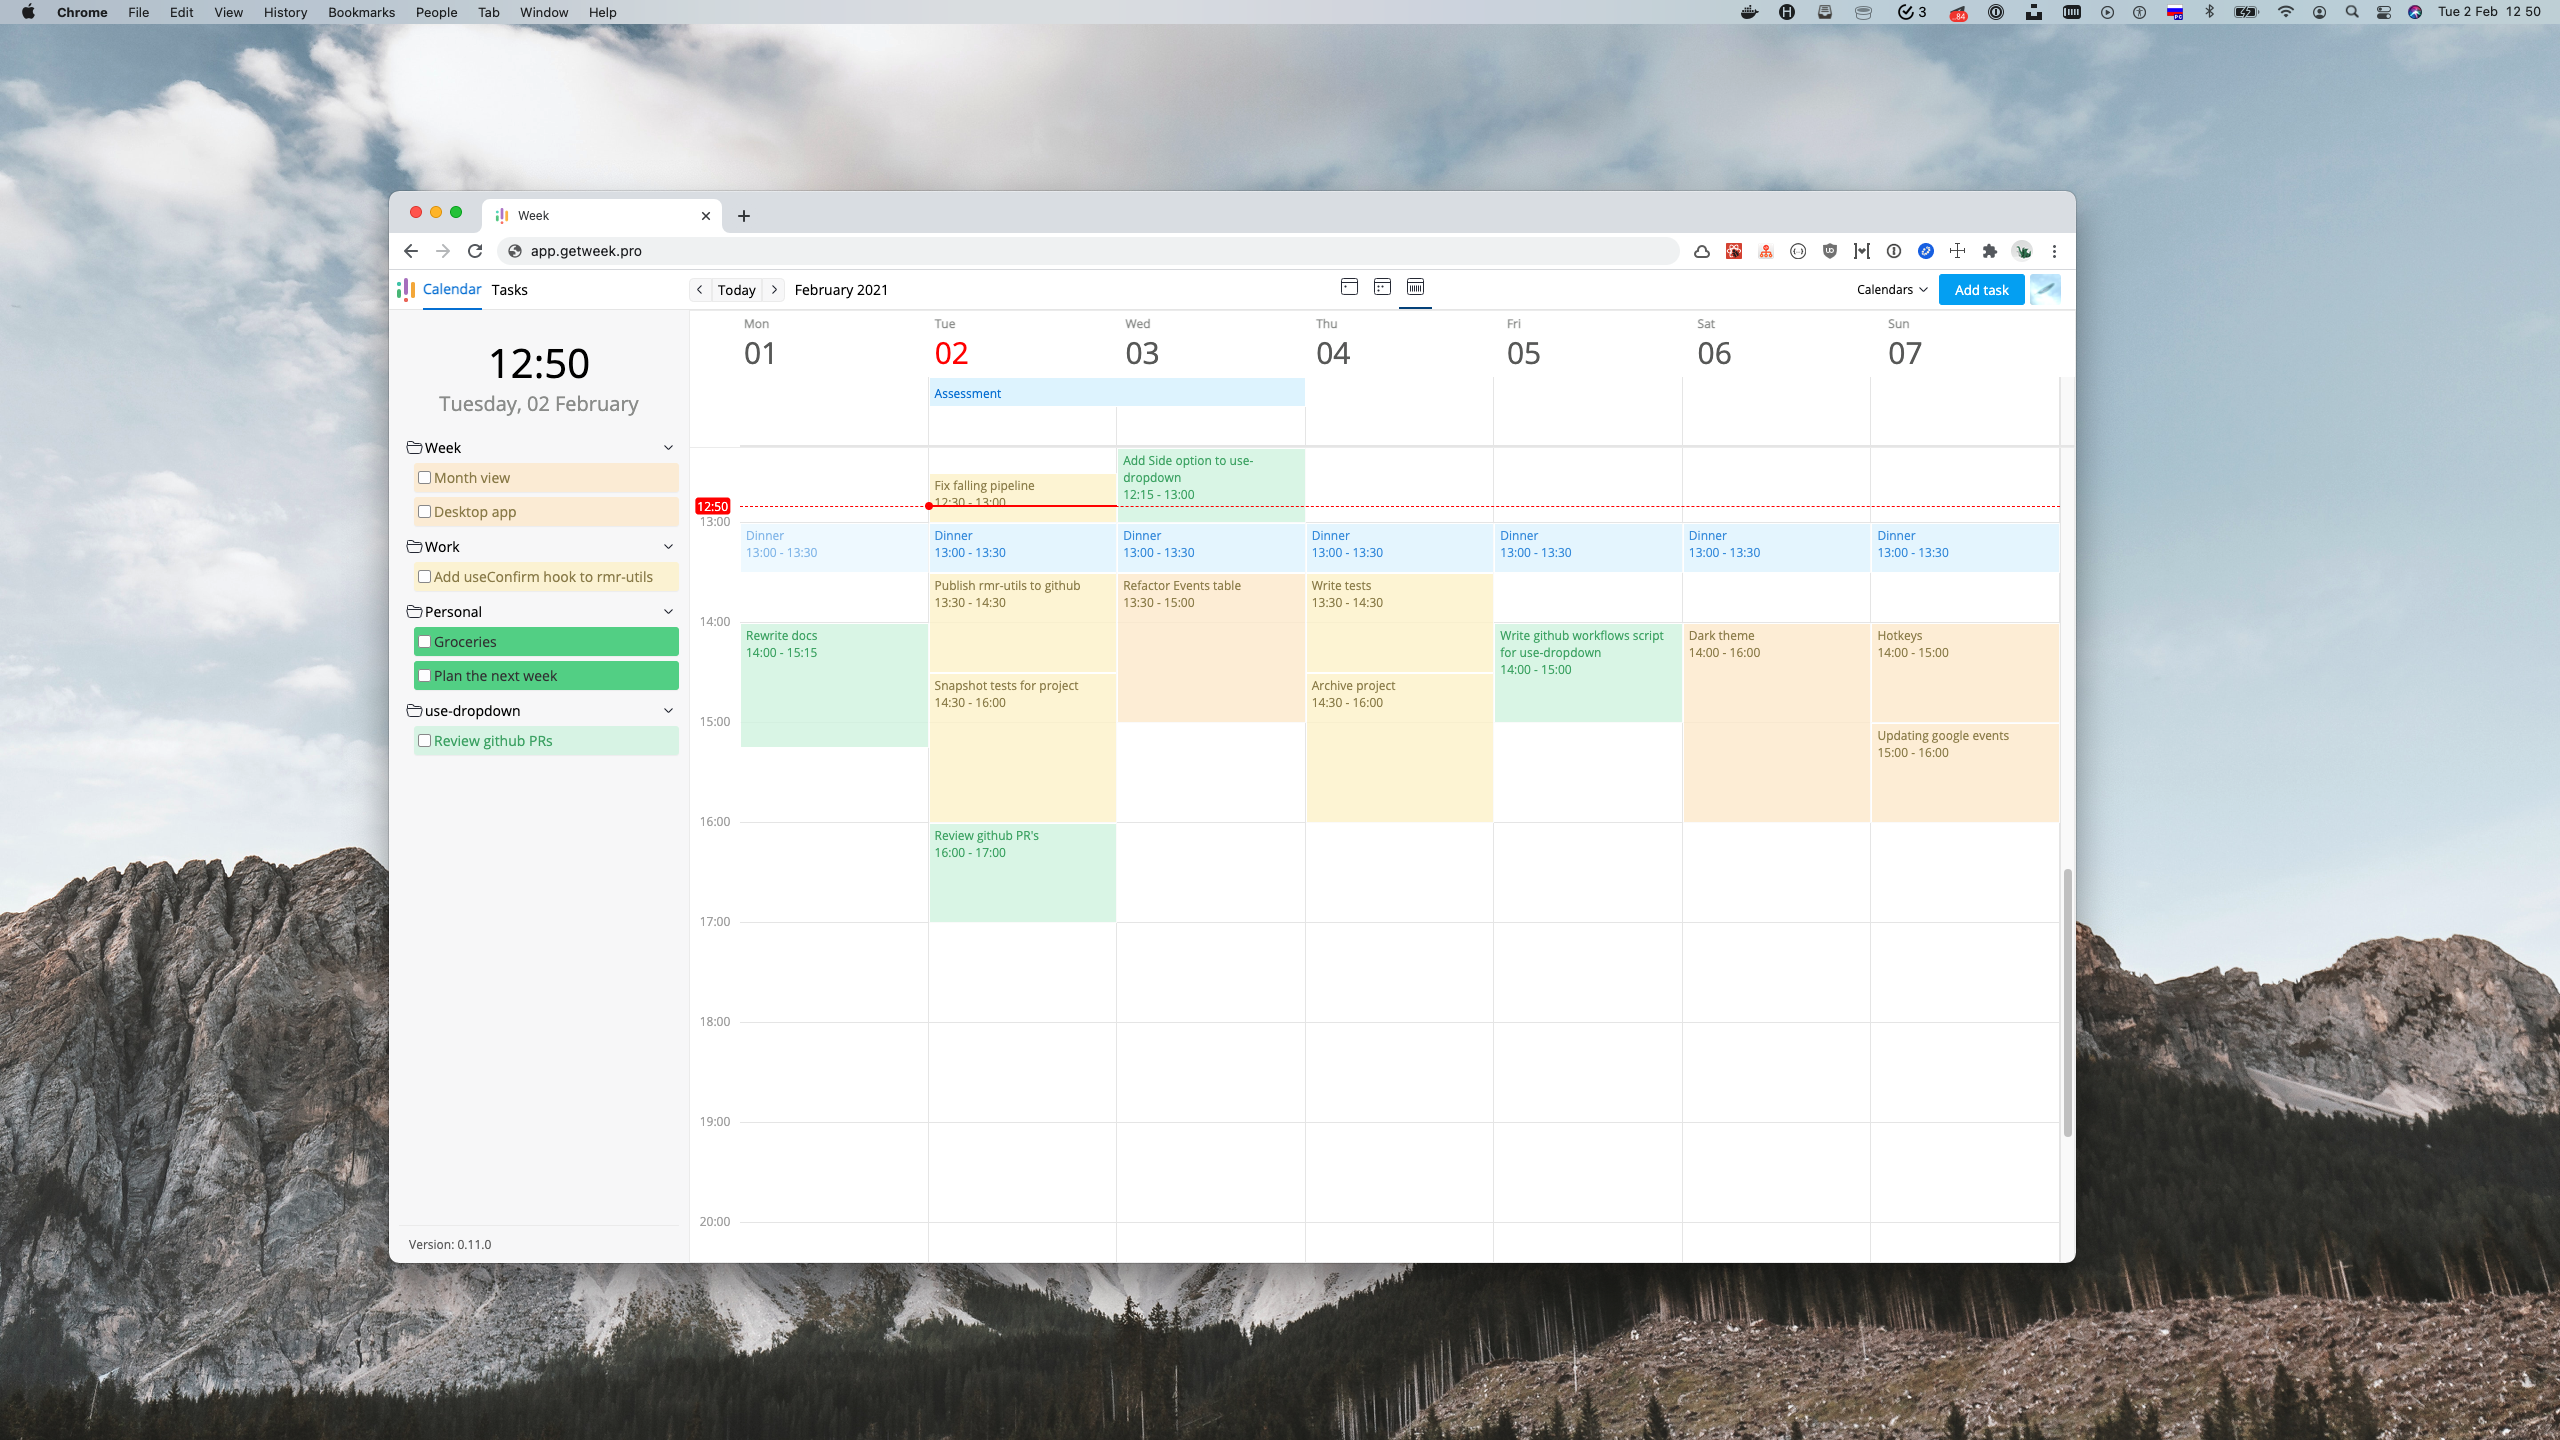 Chrome File Edit View History Bookmarks People Tab Window Help
3 .84 Tue 2 Feb 12 50
Week
app.getweek.pro
Calendar Tasks
Today February 2021
Calendars Add task
12:50
Tuesday, 02 February
Week
Month view
Desktop app
Work
Add useConfirm hook to rmr-utils
Personal
Groceries
Plan the next week
use-dropdown
Review github PRs
Version: 0.11.0
Mon Tue Wed Thu Fri Sat Sun
01 02 03 04 05 06 07
Assessment
12:50
13:00
14:00
15:00
16:00
17:00
18:00
19:00
20:00
Dinner
13:00 - 13:30
Rewrite docs
14:00 - 15:15
Fix falling pipeline
12:30 - 13:00
Dinner
13:00 - 13:30
Publish rmr-utils to github
13:30 - 14:30
Snapshot tests for project
14:30 - 16:00
Review github PR's
16:00 - 17:00
Add Side option to use-
dropdown
12:15 - 13:00
Dinner
13:00 - 13:30
Refactor Events table
13:30 - 15:00
Dinner
13:00 - 13:30
Write tests
13:30 - 14:30
Archive project
14:30 - 16:00
Dinner
13:00 - 13:30
Write github workflows script
for use-dropdown
14:00 - 15:00
Dinner
13:00 - 13:30
Dark theme
14:00 - 16:00
Dinner
13:00 - 13:30
Hotkeys
14:00 - 15:00
Updating google events
15:00 - 16:00